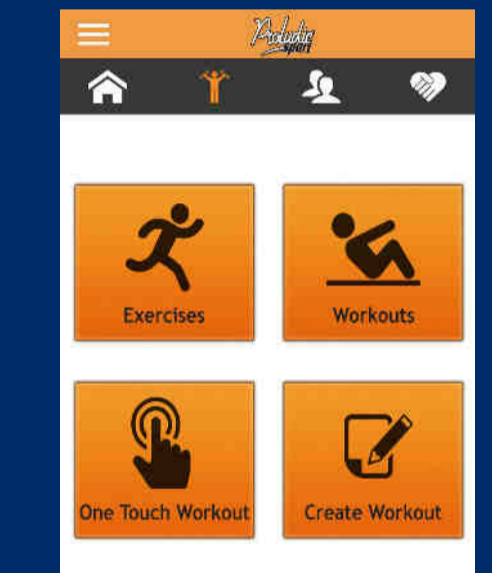 Proludic
sport
Exercises
Workouts
One Touch Workout
Create Workout